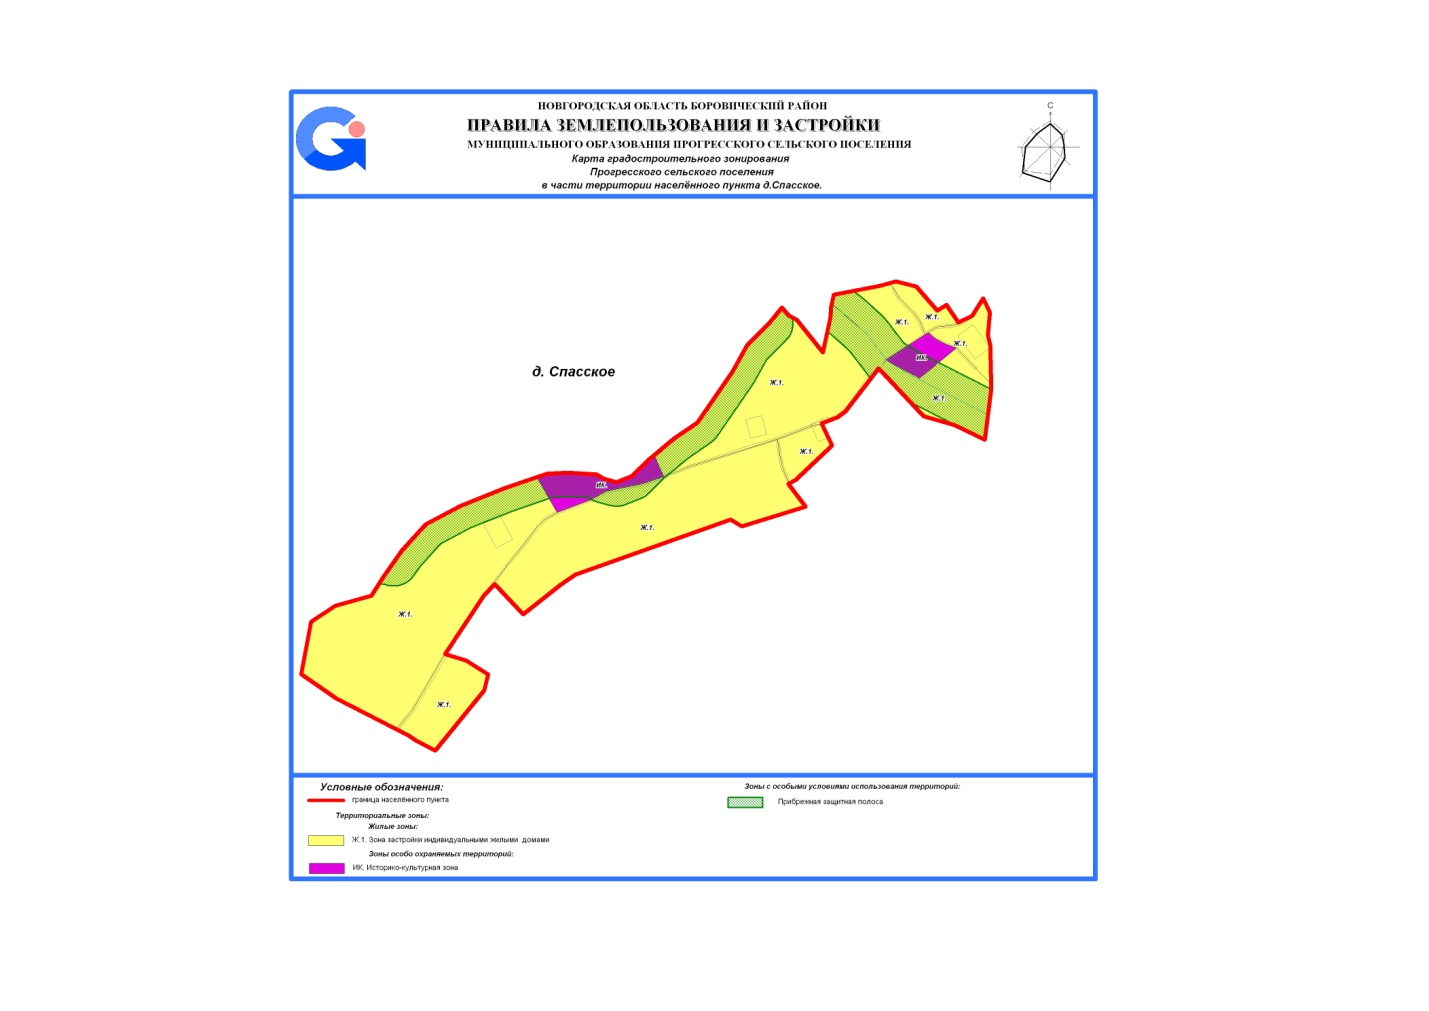 НОВГОРОДСКАЯ ОБЛАСТЬ БОРОВИЧЕСКИЙ РАЙОН
ПРАВИЛА ЗЕМЛЕПОЛЬЗОВАНИЯ И ЗАСТРОЙКИ
МУНИЦИПАЛЬНОГО ОБРАЗОВАНИЯ ПРОГРЕССКОГО СЕЛЬСКОГО ПОСЕЛЕНИЯ
Карта градостроительного зонирования
Прогресского сельского поселения
в части территории населённого пункта д.Спасское.
С
Ж.1.
Ж.1.
Ж.1.
ИК.
д. Спасское
Ж.1.
Ж.1.
Ж.1.
ИК.
Ж.1.
Ж.1.
Ж.1.
Условные обозначения:
граница населённого пункта
Территориальные зоны:
Жилые зоны:
Ж.1. Зона застройки индивидуальными жилыми домами
Зоны особо охраняемых территорий:
ИК. Историко-культурная зона
Зоны с особыми условиями использования территорий:
Прибрежная защитная полоса